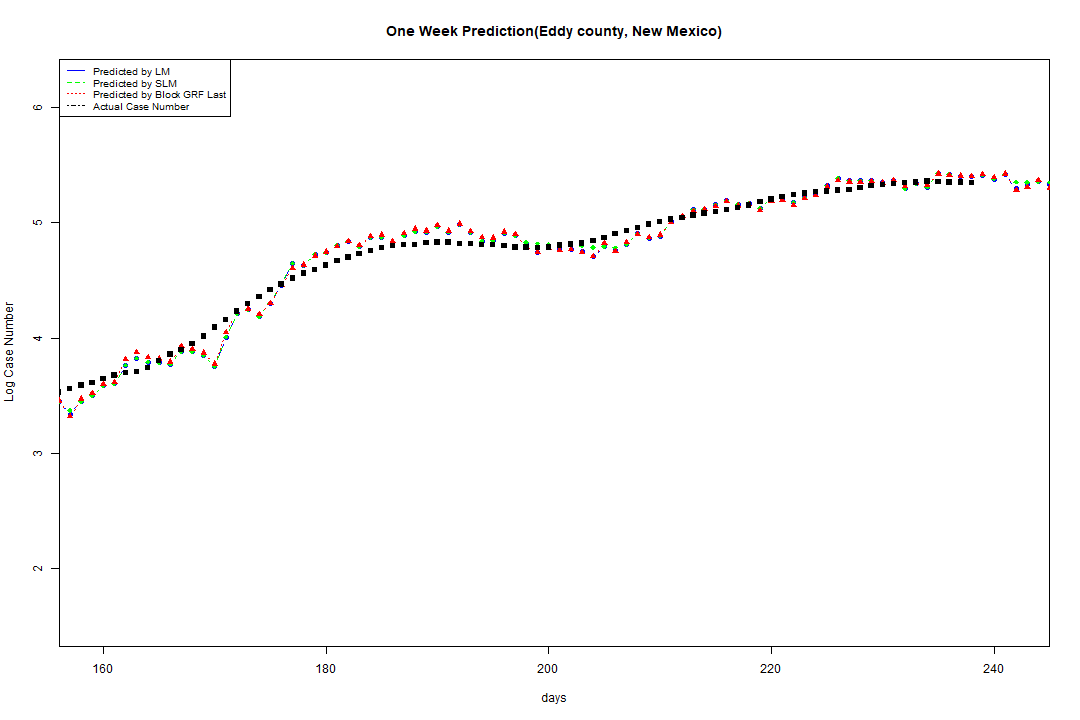 One Week Prediction(Eddy county, New Mexico)
Predicted by LM
Predicted by SLM
Predicted by Block GRF Last
Actual Case Number
6
5
4
3
2
Log Case Number
160 180 200 220 240
days